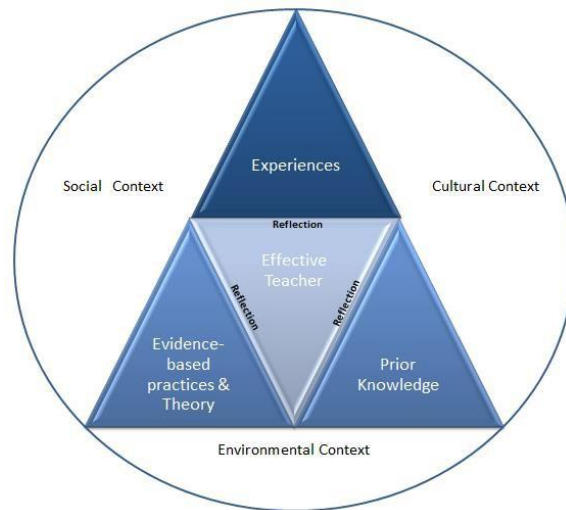 Experiences
Social Context
Cultural Context
Reflection
Effective
Teacher
Reflection
Reflection
Evidence-
based
practices &
Theory
Prior
Knowledge
Environmental Context